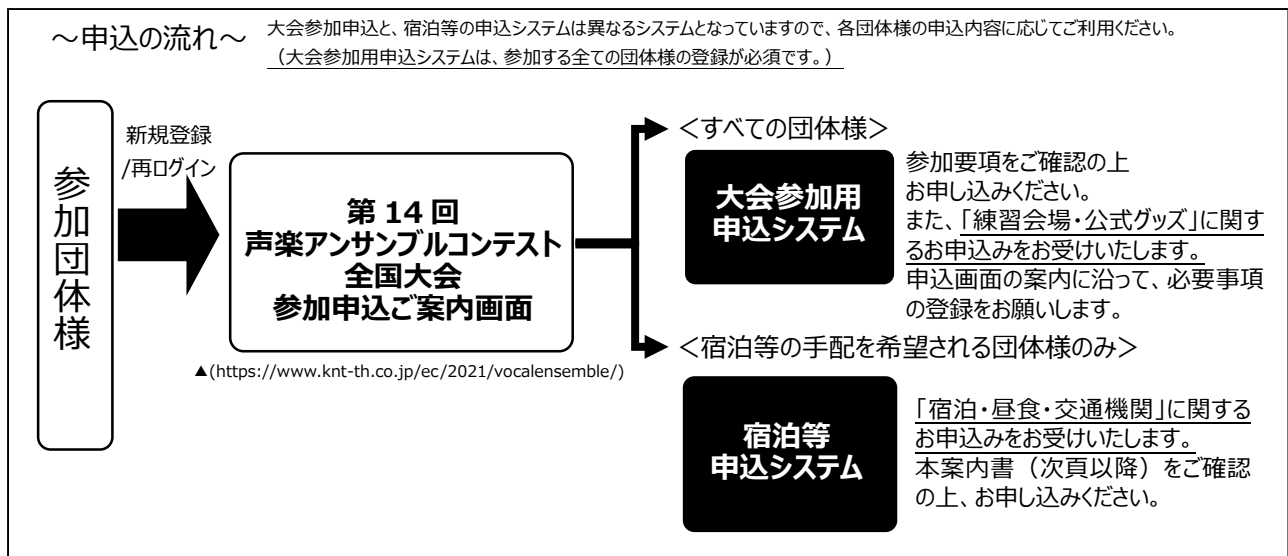 ～申込の流れ～
大会参加申込と、宿泊等の申込システムは異なるシステムとなっていますので、各団体様の申込内容に応じてご利用ください。
（大会参加用申込システムは、参加する全ての団体様の登録が必須です。）
参加団体様
新規登録
/再ログイン
第 14 回
声楽アンサンブルコンテスト
全国大会
参加申込ご案内画面
▲(https://www.knt-th.co.jp/ec/2021/vocalensemble/)
＜すべての団体様＞
大会参加用
申込システム
参加要項をご確認の上
お申し込みください。
また、「練習会場・公式グッズ」に関す
るお申込みをお受けいたします。
申込画面の案内に沿って、必要事項
の登録をお願いします。
＜宿泊等の手配を希望される団体様のみ＞
宿泊等
申込システム
「宿泊・昼食・交通機関」に関する
お申込みをお受けいたします。
本案内書（次頁以降）をご確認
の上、お申し込みください。